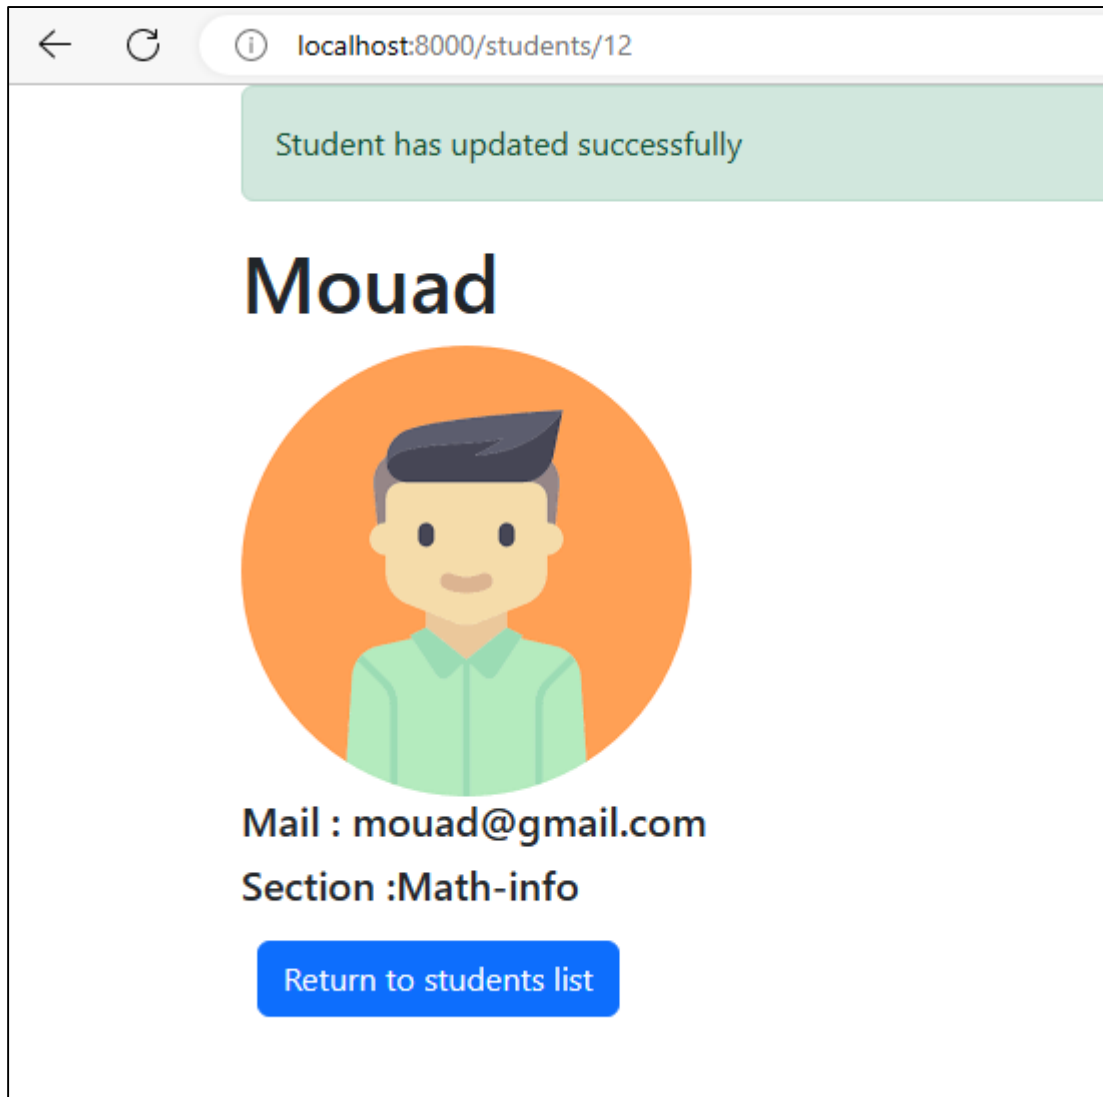 localhost:8000/students/12
Student has updated successfully
Mouad
Mail : mouad@gmail.com
Section :Math-info
Return to students list